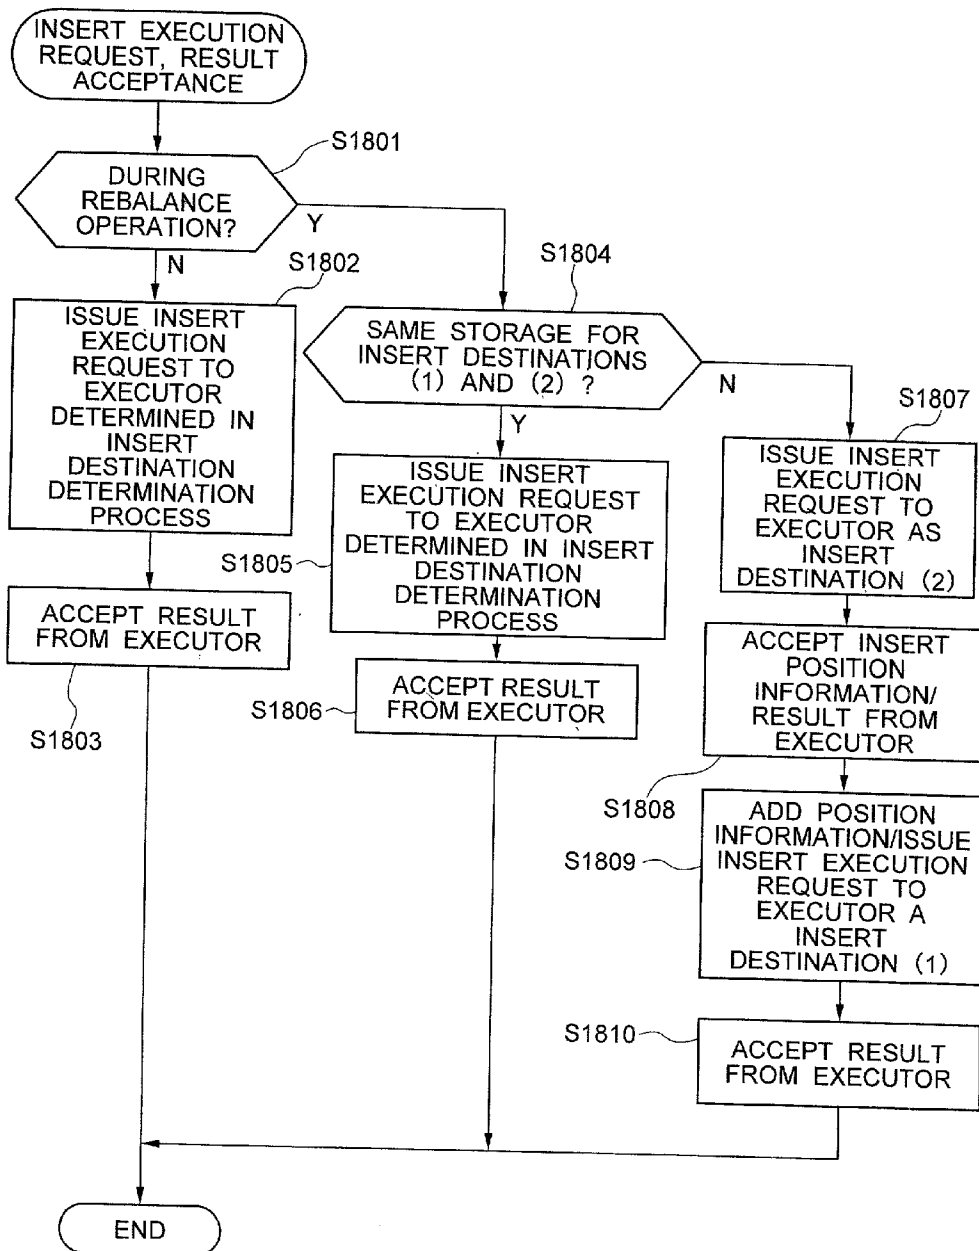 INSERT EXECUTION
REQUEST, RESULT
ACCEPTANCE
S1801
DURING
REBALANCE
OPERATION?
Y
N
S1802
ISSUE INSERT
EXECUTION
REQUEST TO
EXECUTOR
DETERMINED IN
INSERT
DESTINATION
DETERMINATION
PROCESS
ACCEPT RESULT
FROM EXECUTOR
S1803
S1804
SAME STORAGE FOR
INSERT DESTINATIONS
(1) AND (2) ?
N
Y
ISSUE INSERT
EXECUTION REQUEST
TO EXECUTOR
DETERMINED IN INSERT
DESTINATION
DETERMINATION
PROCESS
S1805
ACCEPT RESULT
FROM EXECUTOR
S1806
S1807
ISSUE INSERT
EXECUTION
REQUEST TO
EXECUTOR AS
INSERT
DESTINATION (2)
ACCEPT INSERT
POSITION
INFORMATION/
RESULT FROM
EXECUTOR
S1808
ADD POSITION
INFORMATION/ISSUE
INSERT EXECUTION
REQUEST TO
EXECUTOR A
INSERT
DESTINATION (1)
S1809
S1810
ACCEPT RESULT
FROM EXECUTOR
END